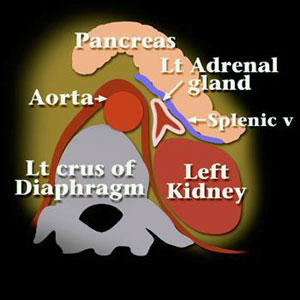 Pancreas
Lt Adrenal
gland
Aorta
Splenic v
Lt crus of
Diaphragm
Left
Kidney